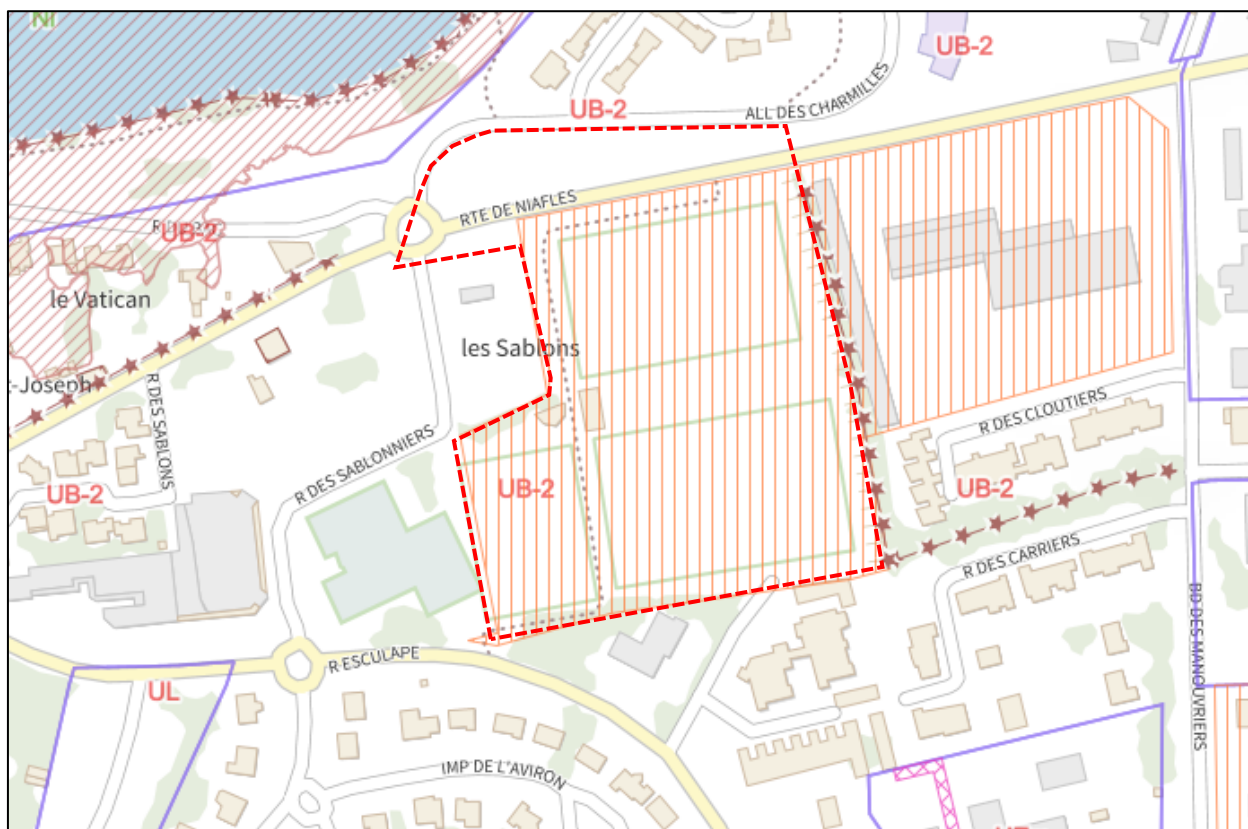 NI
UB-2
UB-2
ALL DES CHARMILLES
RTE DE NIAFLES
UB-2
le Vatican
les Sablons
-Joseph
R DES SABLONS
R DES CLOUTIERS
R DES SABLONNIERS
UB-2
UB-2
UB-2
R DES CARRIERS
BD DES MANOUVRIERS
R ESCULAPE
UL
IMP DE L'AVIRON